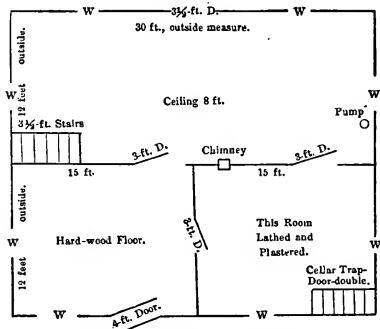 W 3½-ft. D. W
30 ft., outside measure.
12 feet outside.
W
W
Ceiling 8 ft.
Pump
3½-ft. Stairs
3-ft. D.
Chimney
3-ft. D.
15 ft.
15 ft.
3-ft. D.
This Room
Lathed and
Plastered.
Hard-wood Floor.
W
W
12 feet outside.
Cellar Trap-
Door-double.
W
4-ft. Door.
W